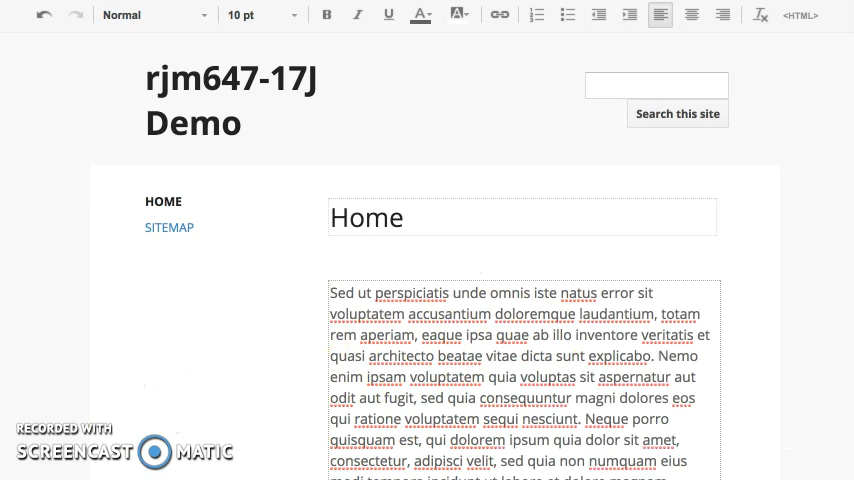 Normal 10 pt B I U A A <HTML>
rjm647-17J
Demo
Search this site
HOME
SITEMAP
Home
Sed ut perspiciatis unde omnis iste natus error sit
voluptatem accusantium doloremque laudantium, totam
rem aperiam, eaque ipsa quae ab illo inventore veritatis et
quasi architecto beatae vitae dicta sunt explicabo. Nemo
enim ipsam voluptatem quia voluptas sit aspernatur aut
odit aut fugit, sed quia consequuntur magni dolores eos
qui ratione voluptatem sequi nesciunt. Neque porro
quisquam est, qui dolorem ipsum quia dolor sit amet,
consectetur, adipisci velit, sed quia non numquam eius
RECORDED WITH
SCREENCAST MATIC